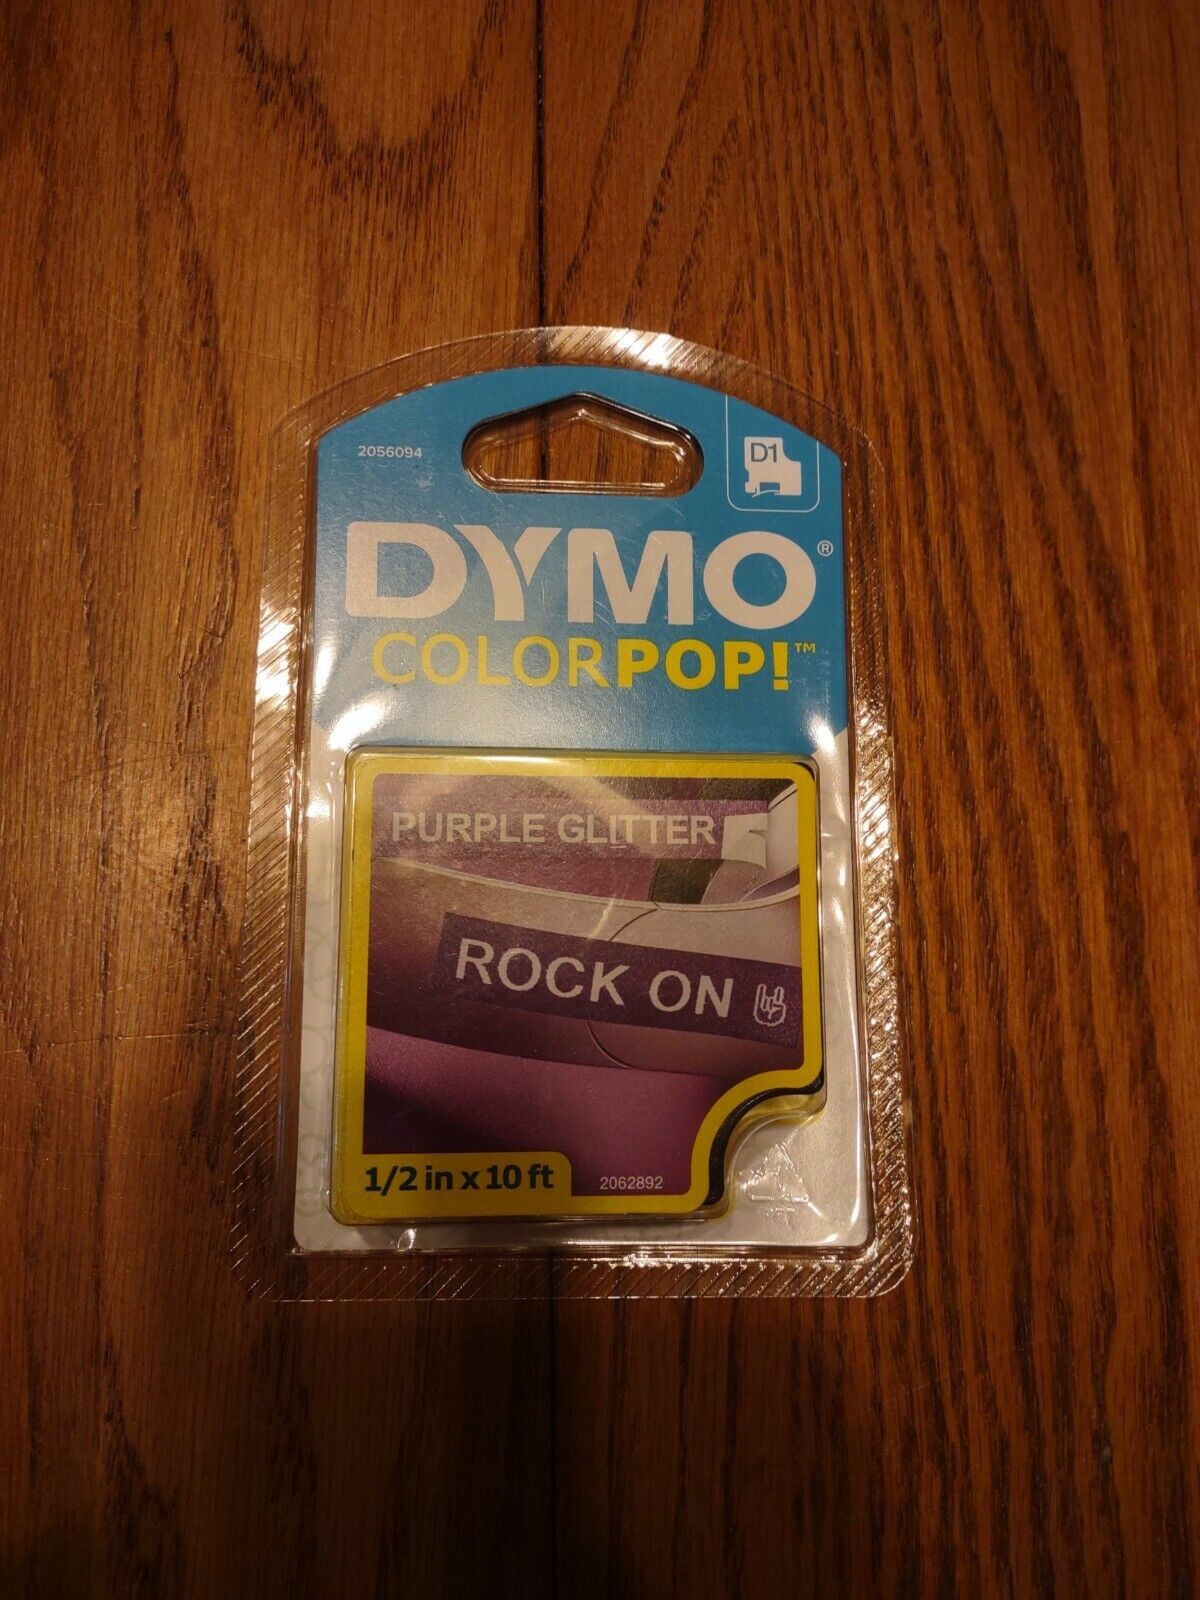 2056094
D1
DYMO®
COLORPOP!™
PURPLE GLITTER
ROCK ON
1/2 in x 10 ft
2062892